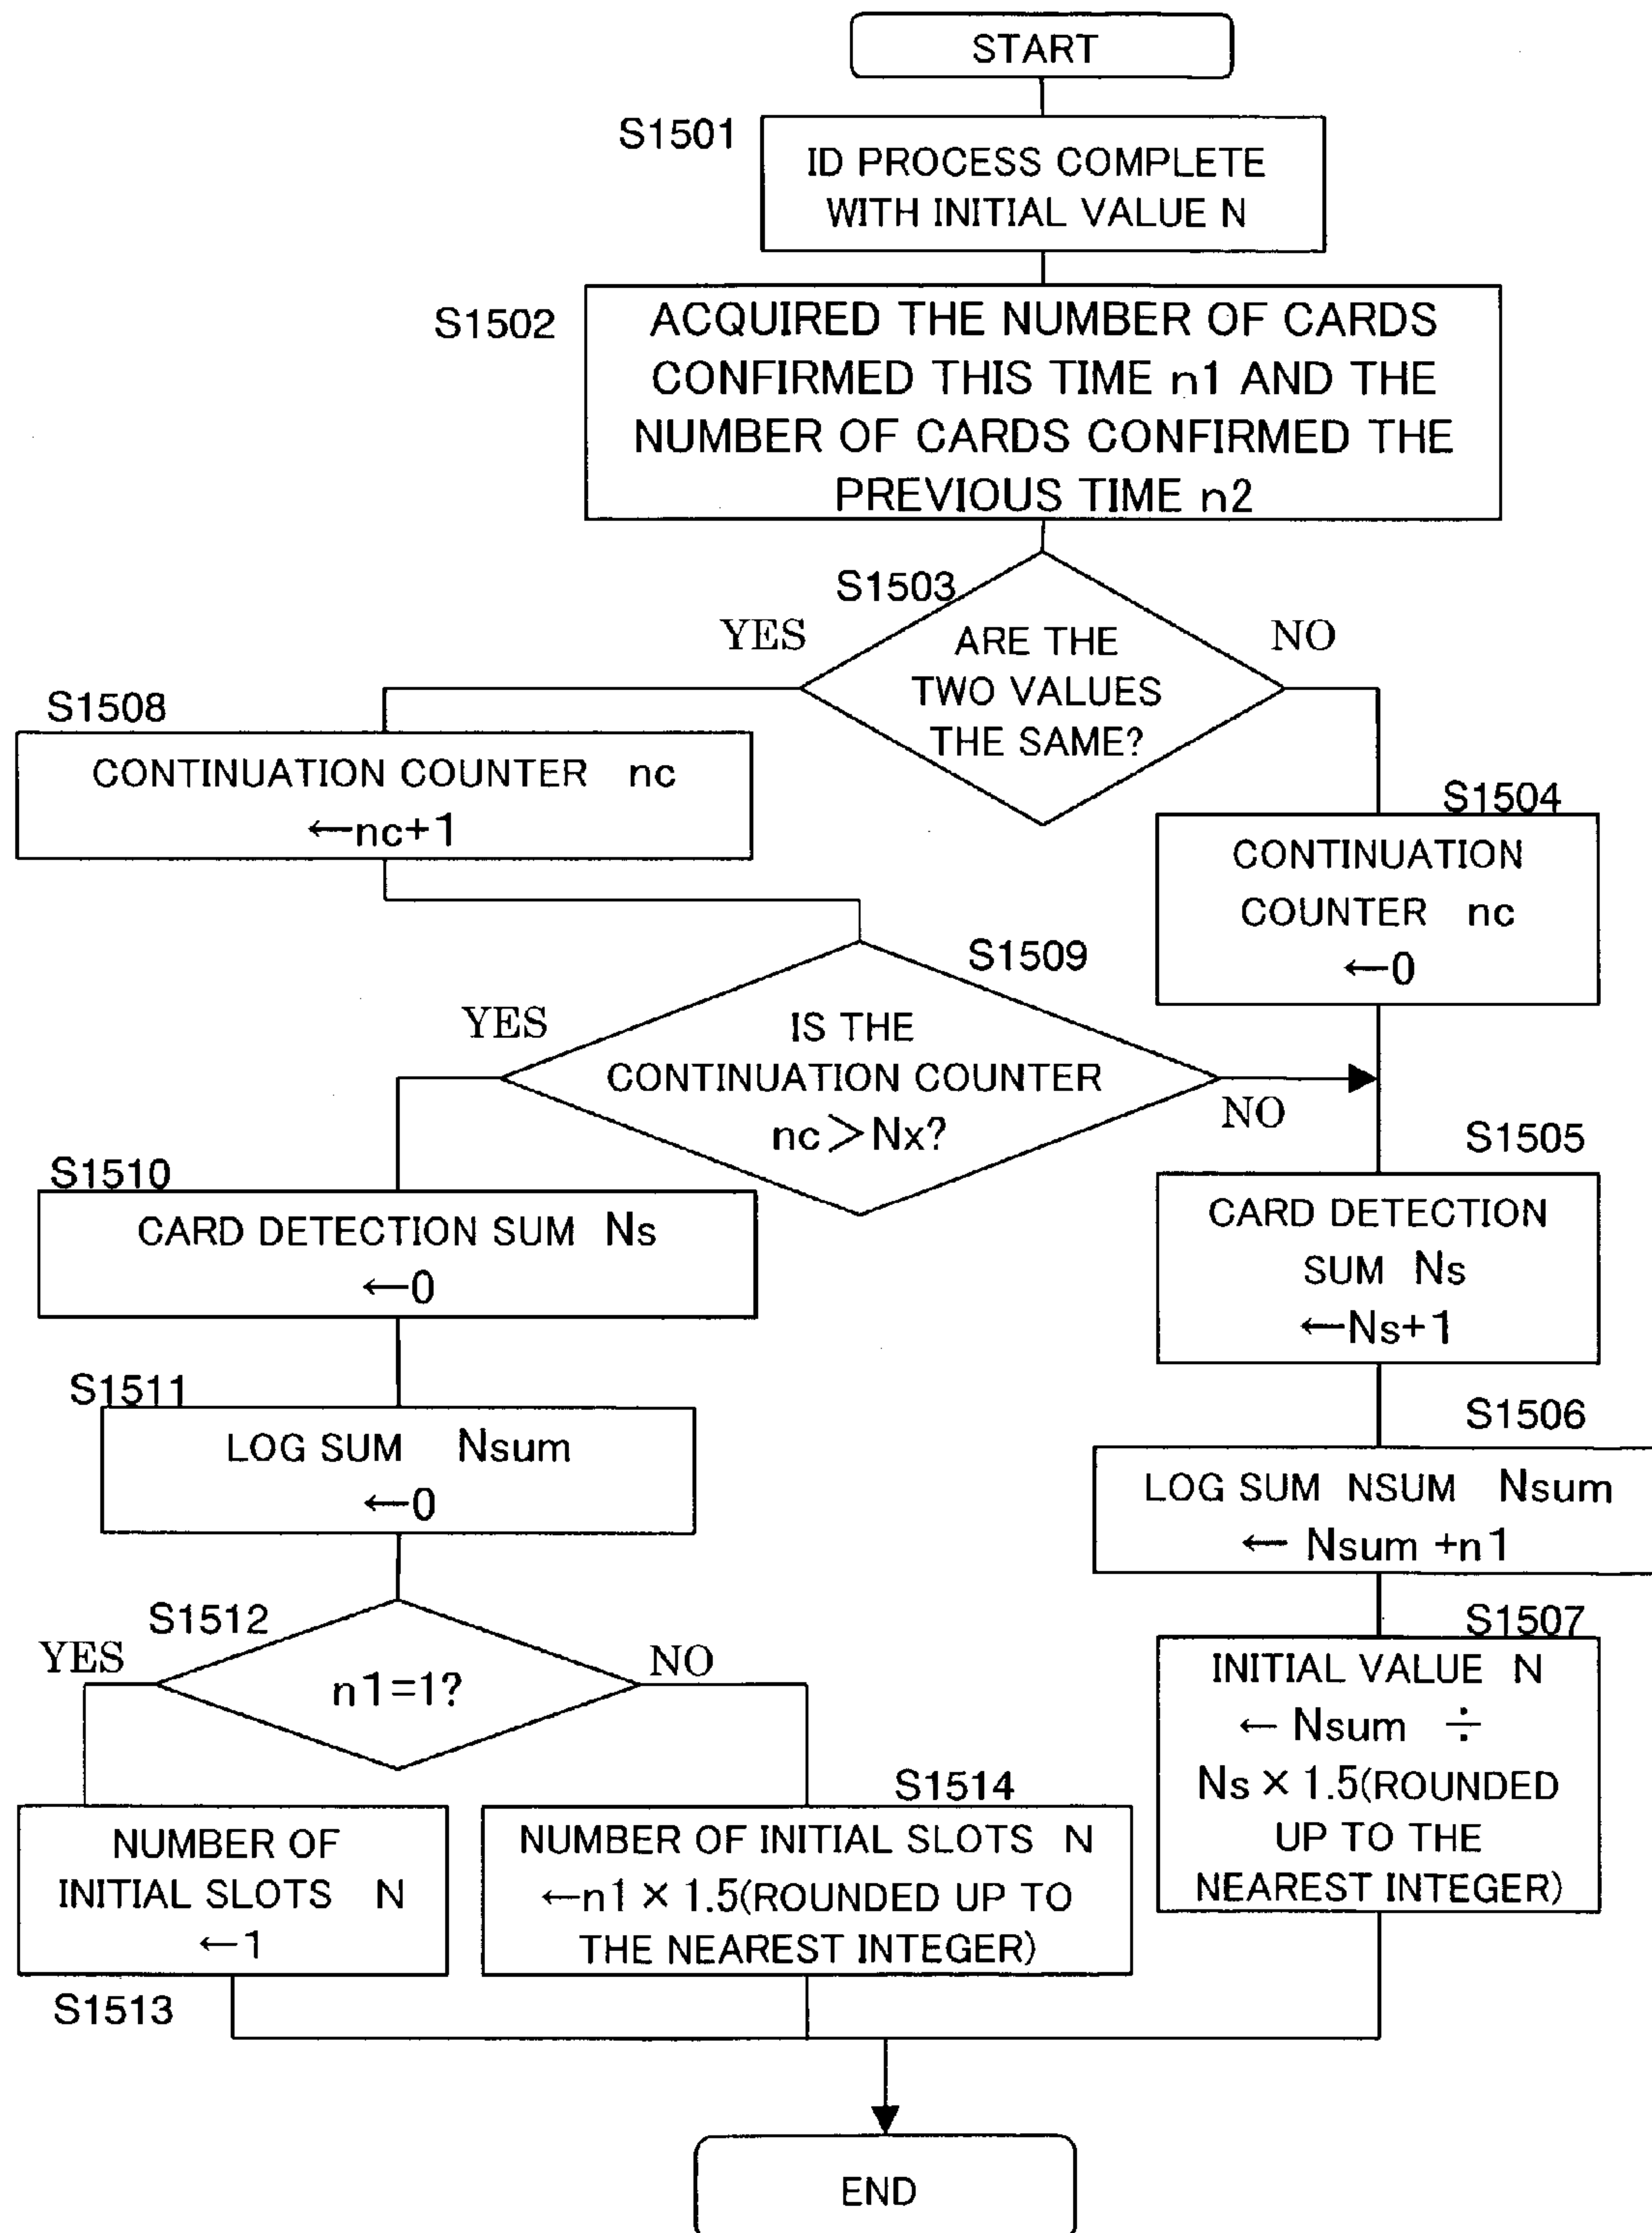 START
S1501
ID PROCESS COMPLETE
WITH INITIAL VALUE N
S1502
ACQUIRED THE NUMBER OF CARDS
CONFIRMED THIS TIME n1 AND THE
NUMBER OF CARDS CONFIRMED THE
PREVIOUS TIME n2
S1503
YES
NO
ARE THE
TWO VALUES
THE SAME?
S1508
CONTINUATION COUNTER nc
←nc+1
S1504
CONTINUATION
COUNTER nc
←0
S1509
YES
IS THE
CONTINUATION COUNTER
nc>Nx?
NO
S1510
CARD DETECTION SUM Ns
←0
S1505
CARD DETECTION
SUM Ns
←Ns+1
S1511
LOG SUM Nsum
←0
S1506
LOG SUM NSUM Nsum
← Nsum +n1
S1512
YES
NO
n1=1?
S1507
INITIAL VALUE N
← Nsum ÷
Ns × 1.5(ROUNDED
UP TO THE
NEAREST INTEGER)
NUMBER OF
INITIAL SLOTS N
←1
S1513
S1514
NUMBER OF INITIAL SLOTS N
←n1 × 1.5(ROUNDED UP TO
THE NEAREST INTEGER)
END